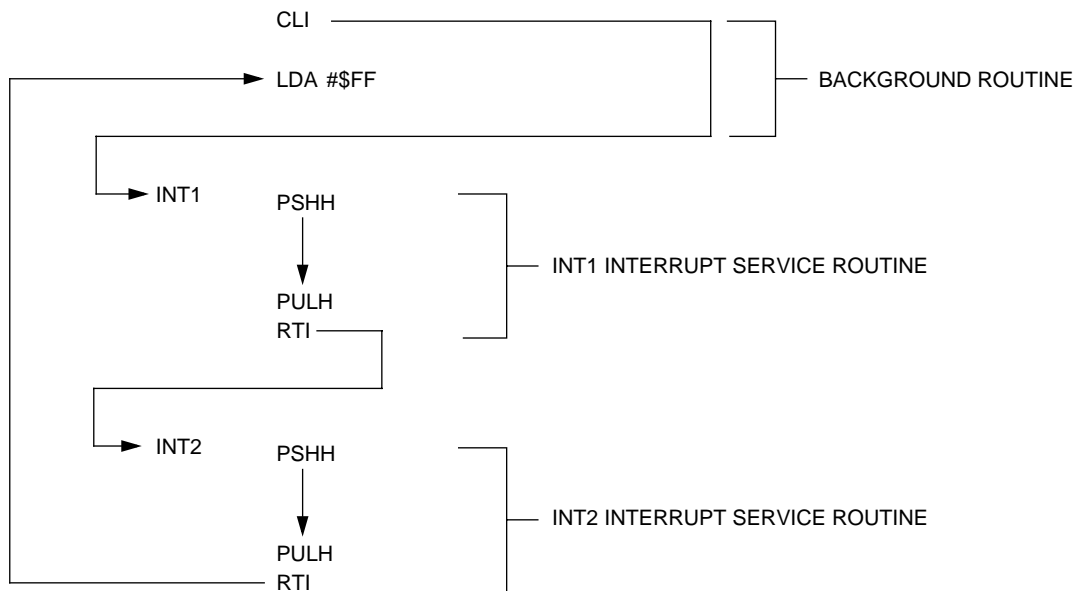 CLI
LDA #$FF
BACKGROUND ROUTINE
INT1
PSHH
INT1 INTERRUPT SERVICE ROUTINE
PULH
RTI
INT2
PSHH
INT2 INTERRUPT SERVICE ROUTINE
PULH
RTI